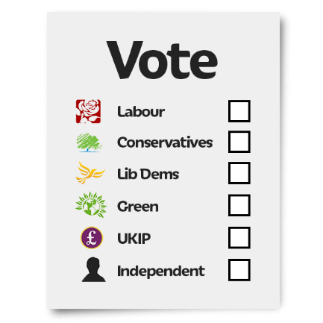 Vote
Labour
Conservatives
Lib Dems
Green
UKIP
£
Independent